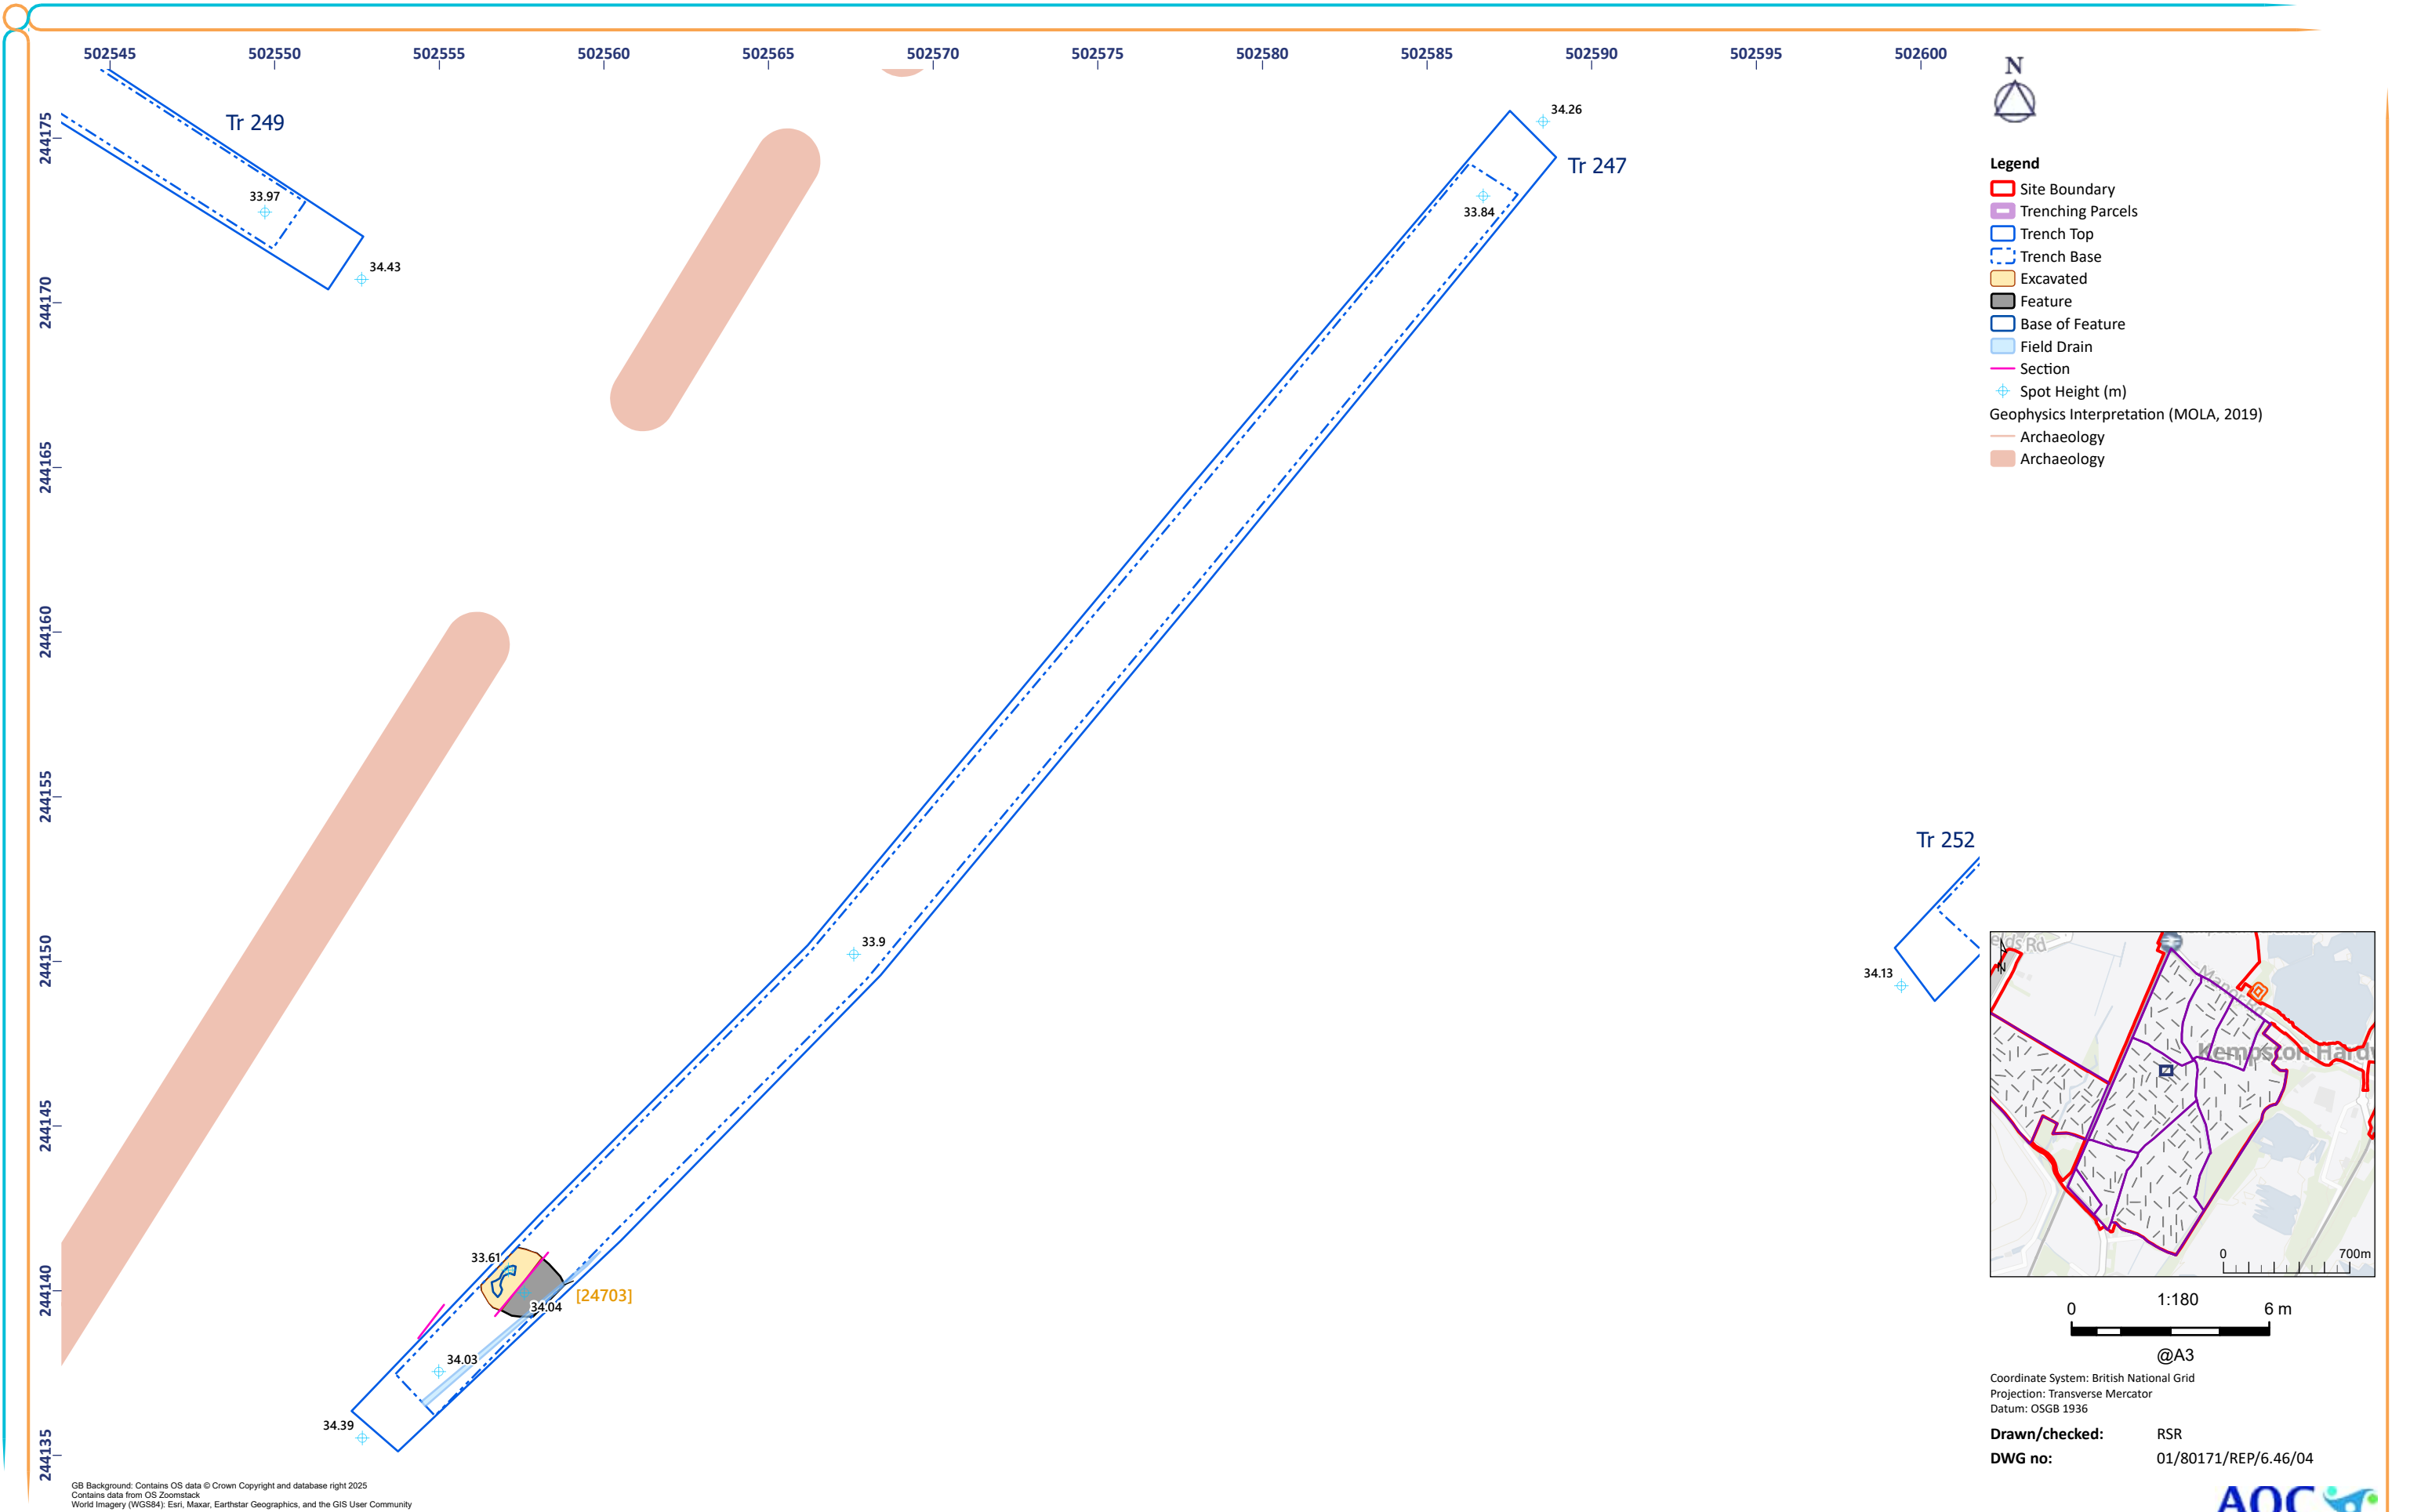 502545 502550 502555 502560 502565 502570 502575 502580 502585 502590 502595 502600
244175
244170
244165
244160
244155
244150
244145
244140
244135
Tr 249
33.97
34.43
34.26
Tr 247
33.84
33.9
Tr 252
34.13
33.61
34.04
[24703]
34.03
34.39
N
Legend
Site Boundary
Trenching Parcels
Trench Top
Trench Base
Excavated
Feature
Base of Feature
Field Drain
Section
Spot Height (m)
Geophysics Interpretation (MOLA, 2019)
Archaeology
Archaeology
Rd
N
Kempston Hardw
0 700m
1:180
0 6 m
@A3
Coordinate System: British National Grid
Projection: Transverse Mercator
Datum: OSGB 1936
Drawn/checked: RSR
DWG no: 01/80171/REP/6.46/04
AOC
GB Background: Contains OS data © Crown Copyright and database right 2025
Contains data from OS Zoomstack
World Imagery (WGS84): Esri, Maxar, Earthstar Geographics, and the GIS User Community